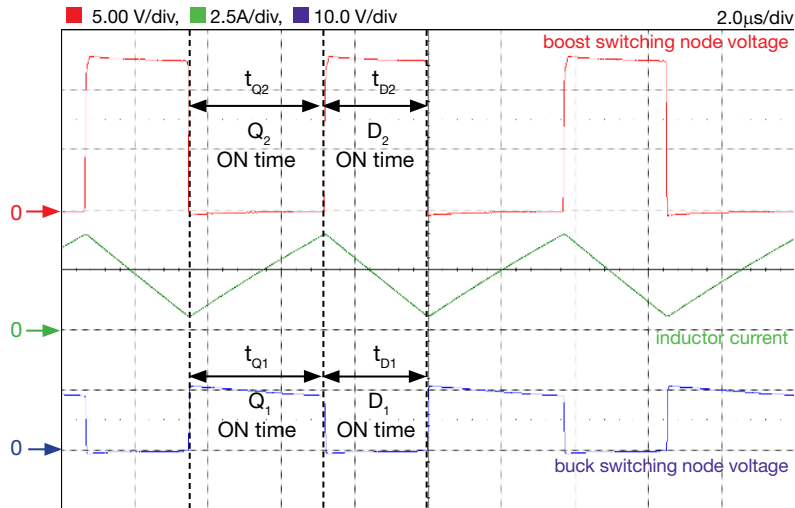 5.00 V/div, 2.5A/div, 10.0 V/div 2.0µs/div
boost switching node voltage
tQ2 tD2
Q2 D2
ON time ON time
0
0
inductor current
tQ1 tD1
Q1 D1
ON time ON time
0
buck switching node voltage